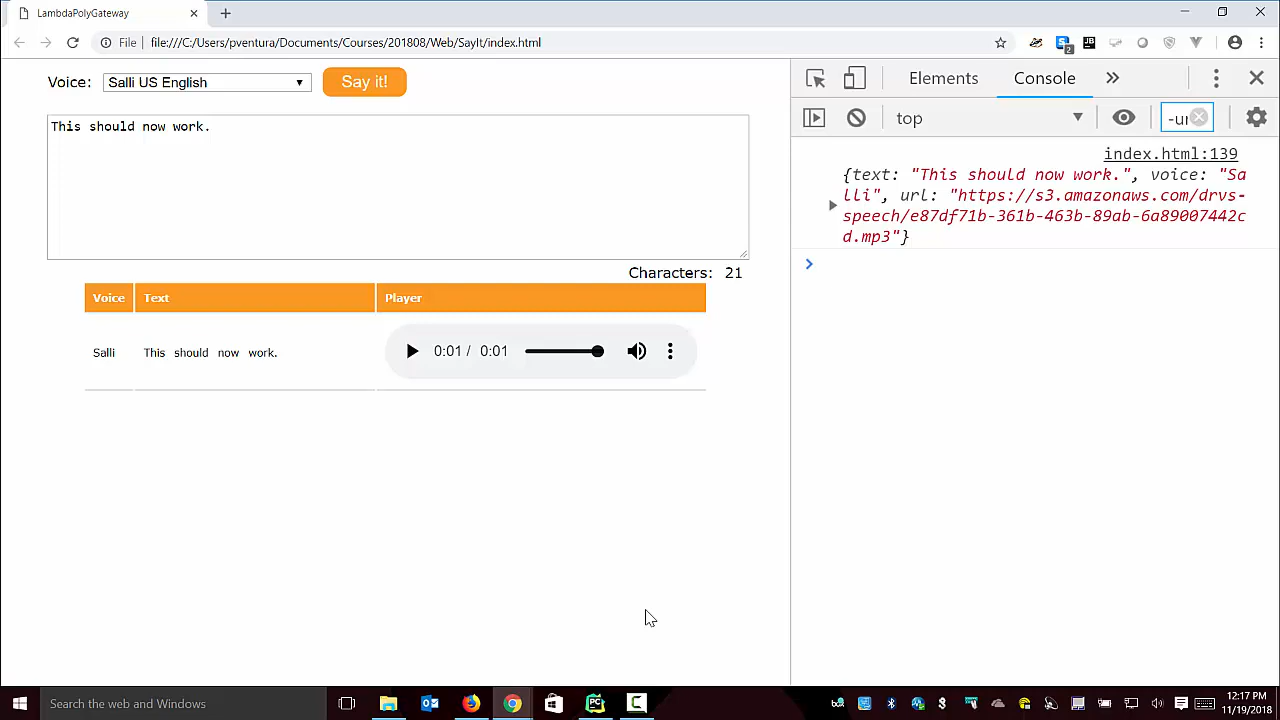 LambdaPolyGateway
File file:///C:/Users/pventura/Documents/Courses/201808/Web/SayIt/index.html
Voice: Salli US English Say it!
This should now work.
Characters: 21
Voice Text Player
Salli This should now work. 0:01 / 0:01
Elements Console
top
index.html:139
{text: "This should now work.", voice: "Sa
lli", url: "https://s3.amazonaws.com/drvs-
speech/e87df71b-361b-463b-89ab-6a89007442c
d.mp3"}
Search the web and Windows
12:17 PM
11/19/2018